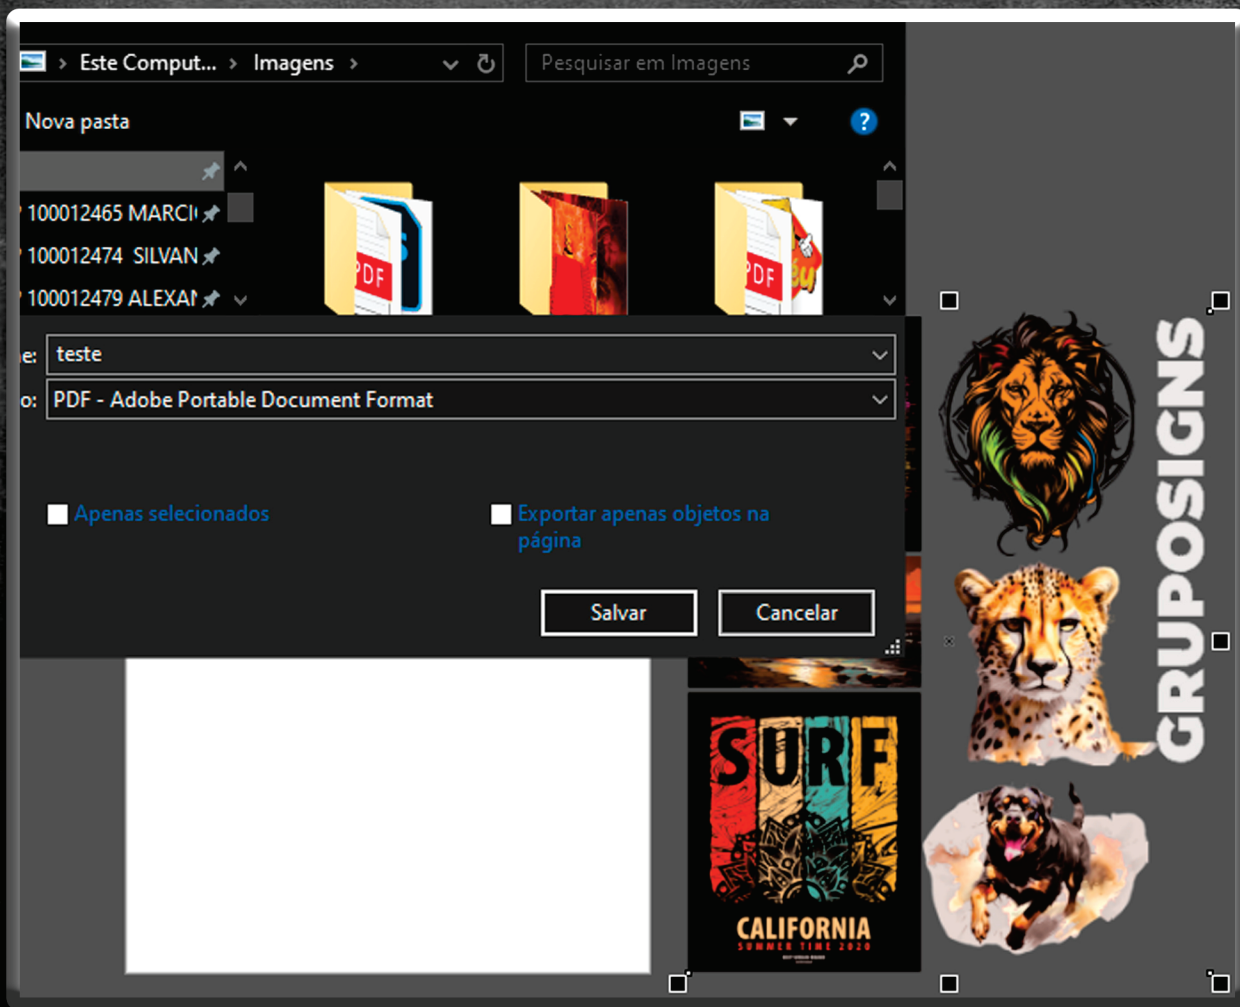 Este Comput... > Imagens >
Pesquisar em Imagens
Nova pasta
?
100012465 MARCI
100012474 SILVAN
100012479 ALEXA
PDF
PDF
e:
teste
o:
PDF - Adobe Portable Document Format
Apenas selecionados
Exportar apenas objetos na
página
Salvar
Cancelar
GRUPOSIGNS
SURF
CALIFORNIA
SUMMER TIME 2020